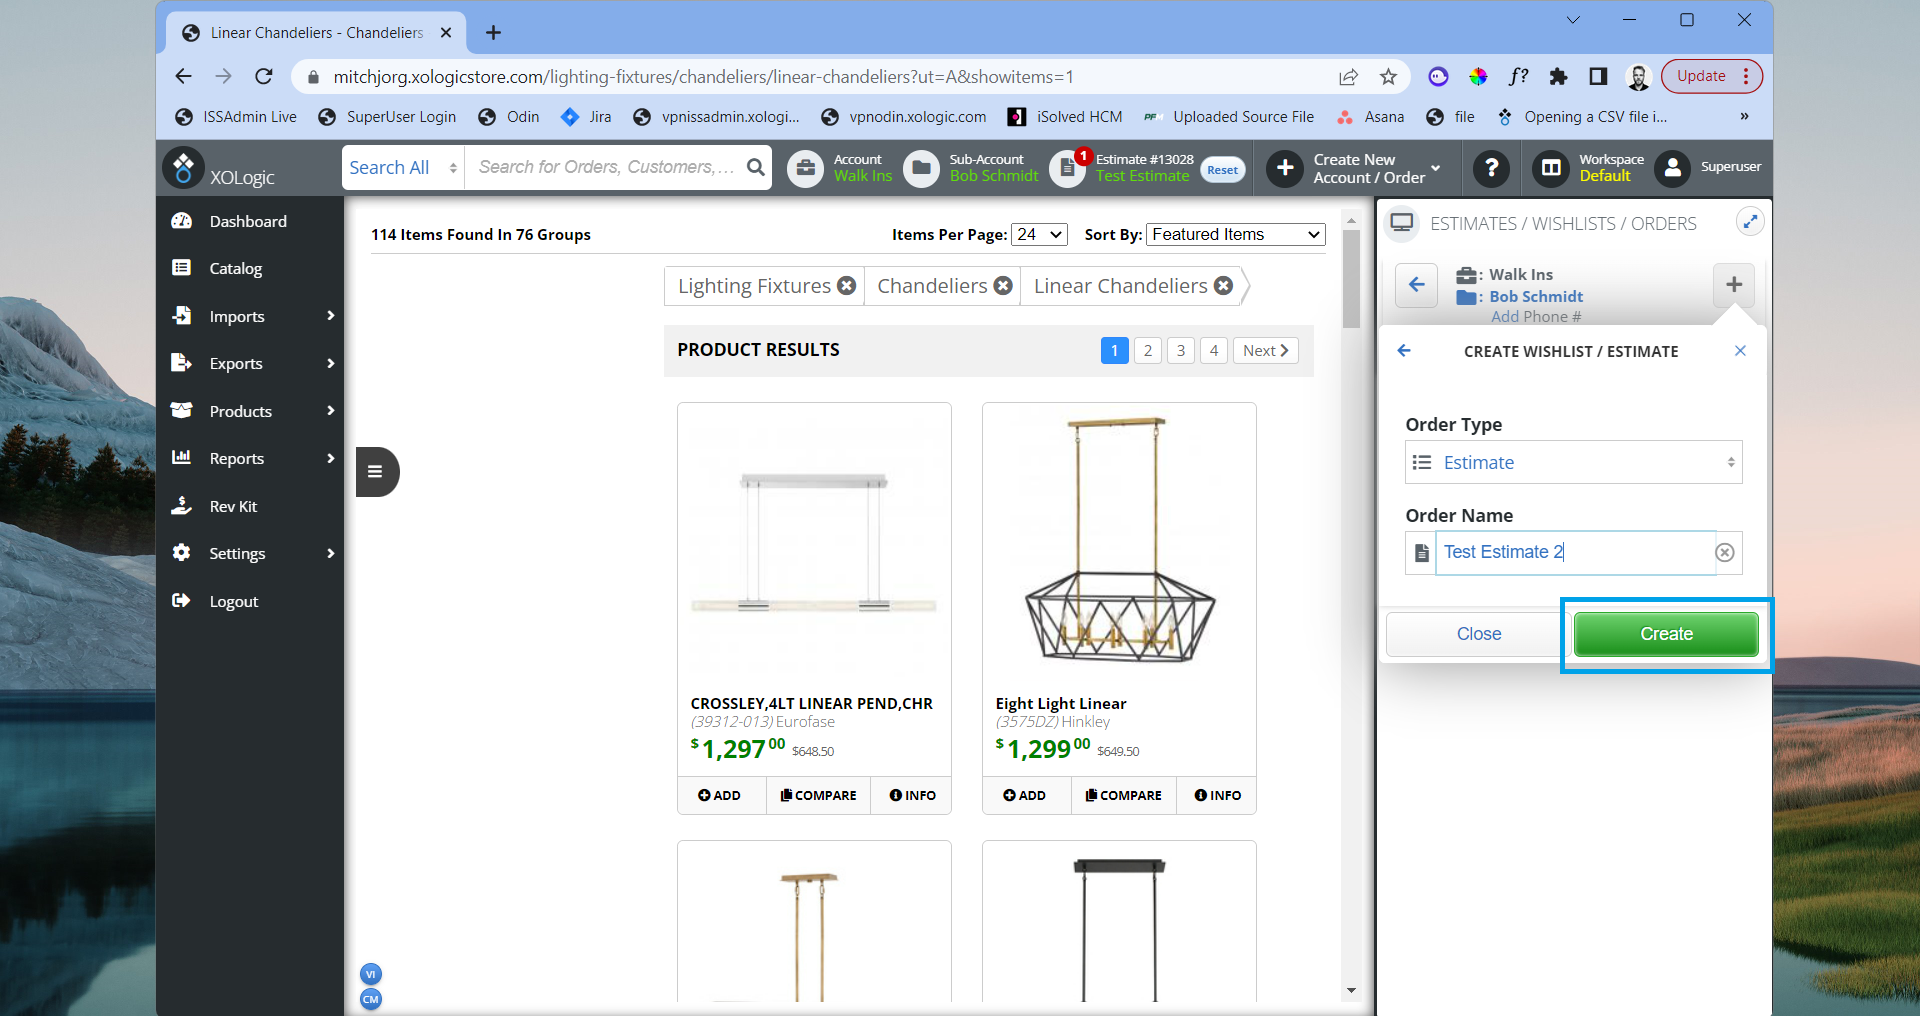 Linear Chandeliers - Chandeliers
mitchjorg.xologicstore.com/lighting-fixtures/chandeliers/linear-chandeliers?ut=A&showitems=1
f?
Update
ISSAdmin Live
SuperUser Login
Odin
Jira
vpnissadmin.xologi...
vpnodin.xologic.com
iSolved HCM
Uploaded Source File
Asana
file
Opening a CSV file i...
»
XOLogic
Search All
Search for Orders, Customers,...
Account
Walk Ins
Sub-Account
Bob Schmidt
1
Estimate #13028
Test Estimate
Reset
Create New
Account / Order
?
Workspace
Default
Superuser
Dashboard
Catalog
Imports
Exports
Products
Reports
Rev Kit
Settings
Logout
114 Items Found In 76 Groups
Items Per Page: 24
Sort By: Featured Items
Lighting Fixtures
Chandeliers
Linear Chandeliers
PRODUCT RESULTS
1 2 3 4 Next
CROSSLEY,4LT LINEAR PEND,CHR
(39312-013) Eurofase
$1,297 00 $648.50
ADD COMPARE INFO
Eight Light Linear
(3575DZ) Hinkley
$1,299 00 $649.50
ADD COMPARE INFO
VI
CM
ESTIMATES / WISHLISTS / ORDERS
: Walk Ins
: Bob Schmidt
Add Phone #
CREATE WISHLIST / ESTIMATE
Order Type
Estimate
Order Name
Test Estimate 2
Close
Create